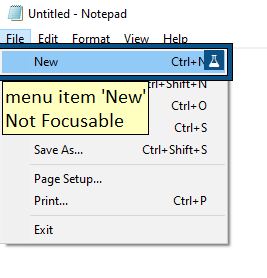 Untitled - Notepad
File Edit Format View Help
New Ctrl+N
menu item 'New'
Not Focusable
Ctrl+Shift+N
Ctrl+O
Ctrl+S
Save As... Ctrl+Shift+S
Page Setup...
Print... Ctrl+P
Exit